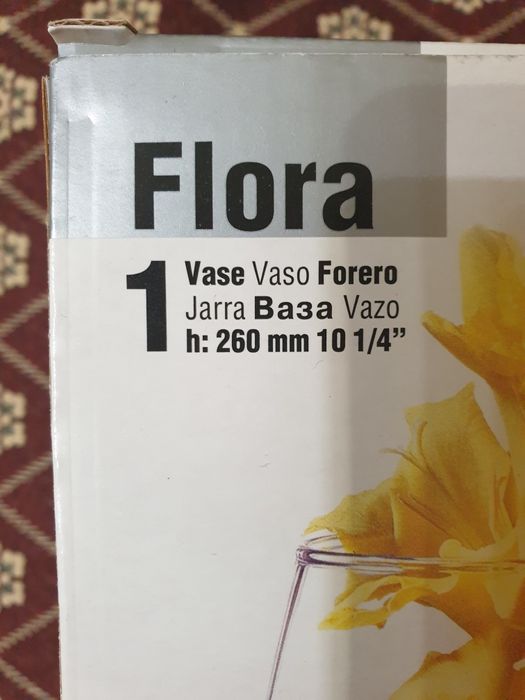 Flora
1 Vase Vaso Forero
Jarra Ваза Vazo
h: 260 mm 10 1/4”